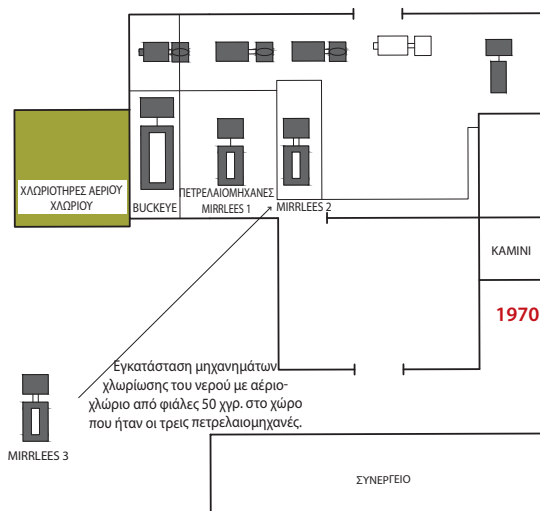 ΧΛΩΡΙΟΤΗΡΕΣ ΑΕΡΙΟΥ
ΧΛΩΡΙΟΥ
BUCKEYE
ΠΕΤΡΕΛΑΙΟΜΗΧΑΝΕΣ
MIRRLEES 1
MIRRLEES 2
ΚΑΜΙΝΙ
1970
Εγκατάσταση μηχανημάτων
χλωρίωσης του νερού με αέριο-
χλώριο από φιάλες 50 χγρ. στο χώρο
που ήταν οι τρεις πετρελαιομηχανές.
MIRRLEES 3
ΣΥΝΕΡΓΕΙΟ